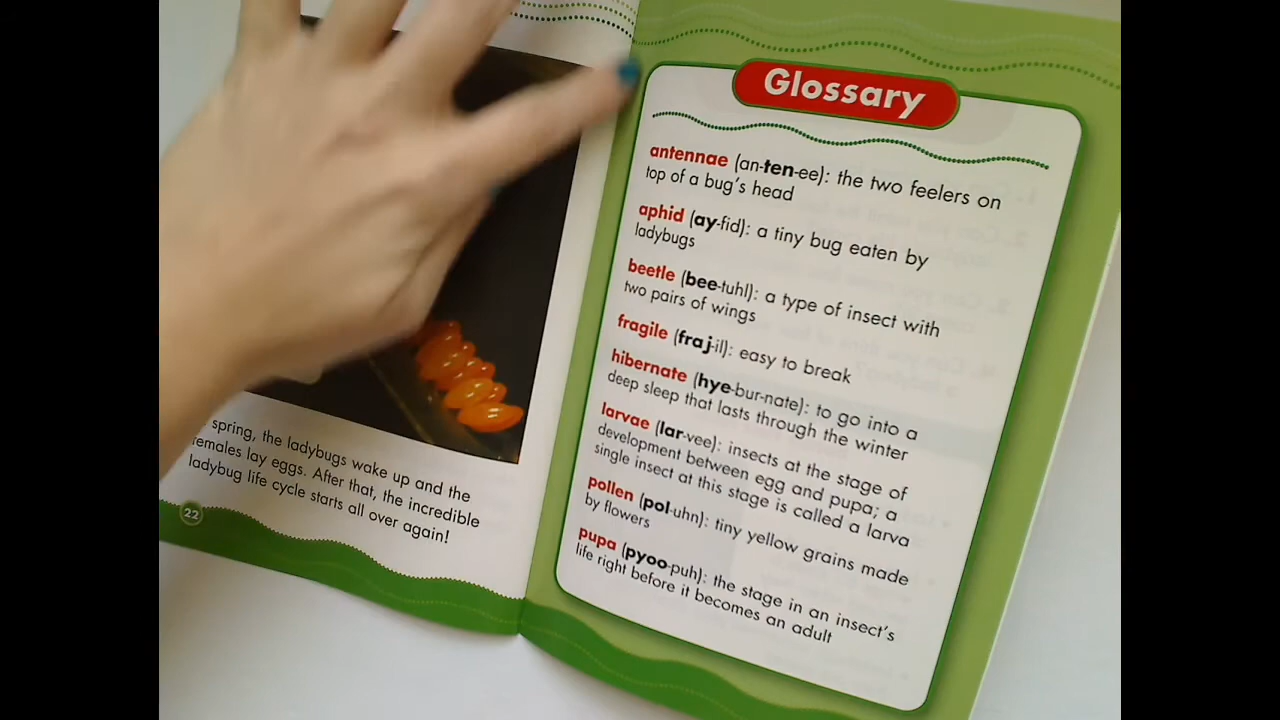 spring, the ladybugs wake up and the
females lay eggs. After that, the incredible
ladybug life cycle starts all over again!
22
Glossary
antennae (an-ten-ee): the two feelers on
top of a bug's head
aphid (ay-fid): a tiny bug eaten by
ladybugs
beetle (bee-tuhl): a type of insect with
two pairs of wings
fragile (fraj-il): easy to break
hibernate (hye-bur-nate): to go into a
deep sleep that lasts through the winter
larvae (lar-vee): insects at the stage of
development between egg and pupa; a
single insect at this stage is called a larva
pollen (pol-uhn): tiny yellow grains made
by flowers
pupa (pyoo-puh): the stage in an insect's
life right before it becomes an adult